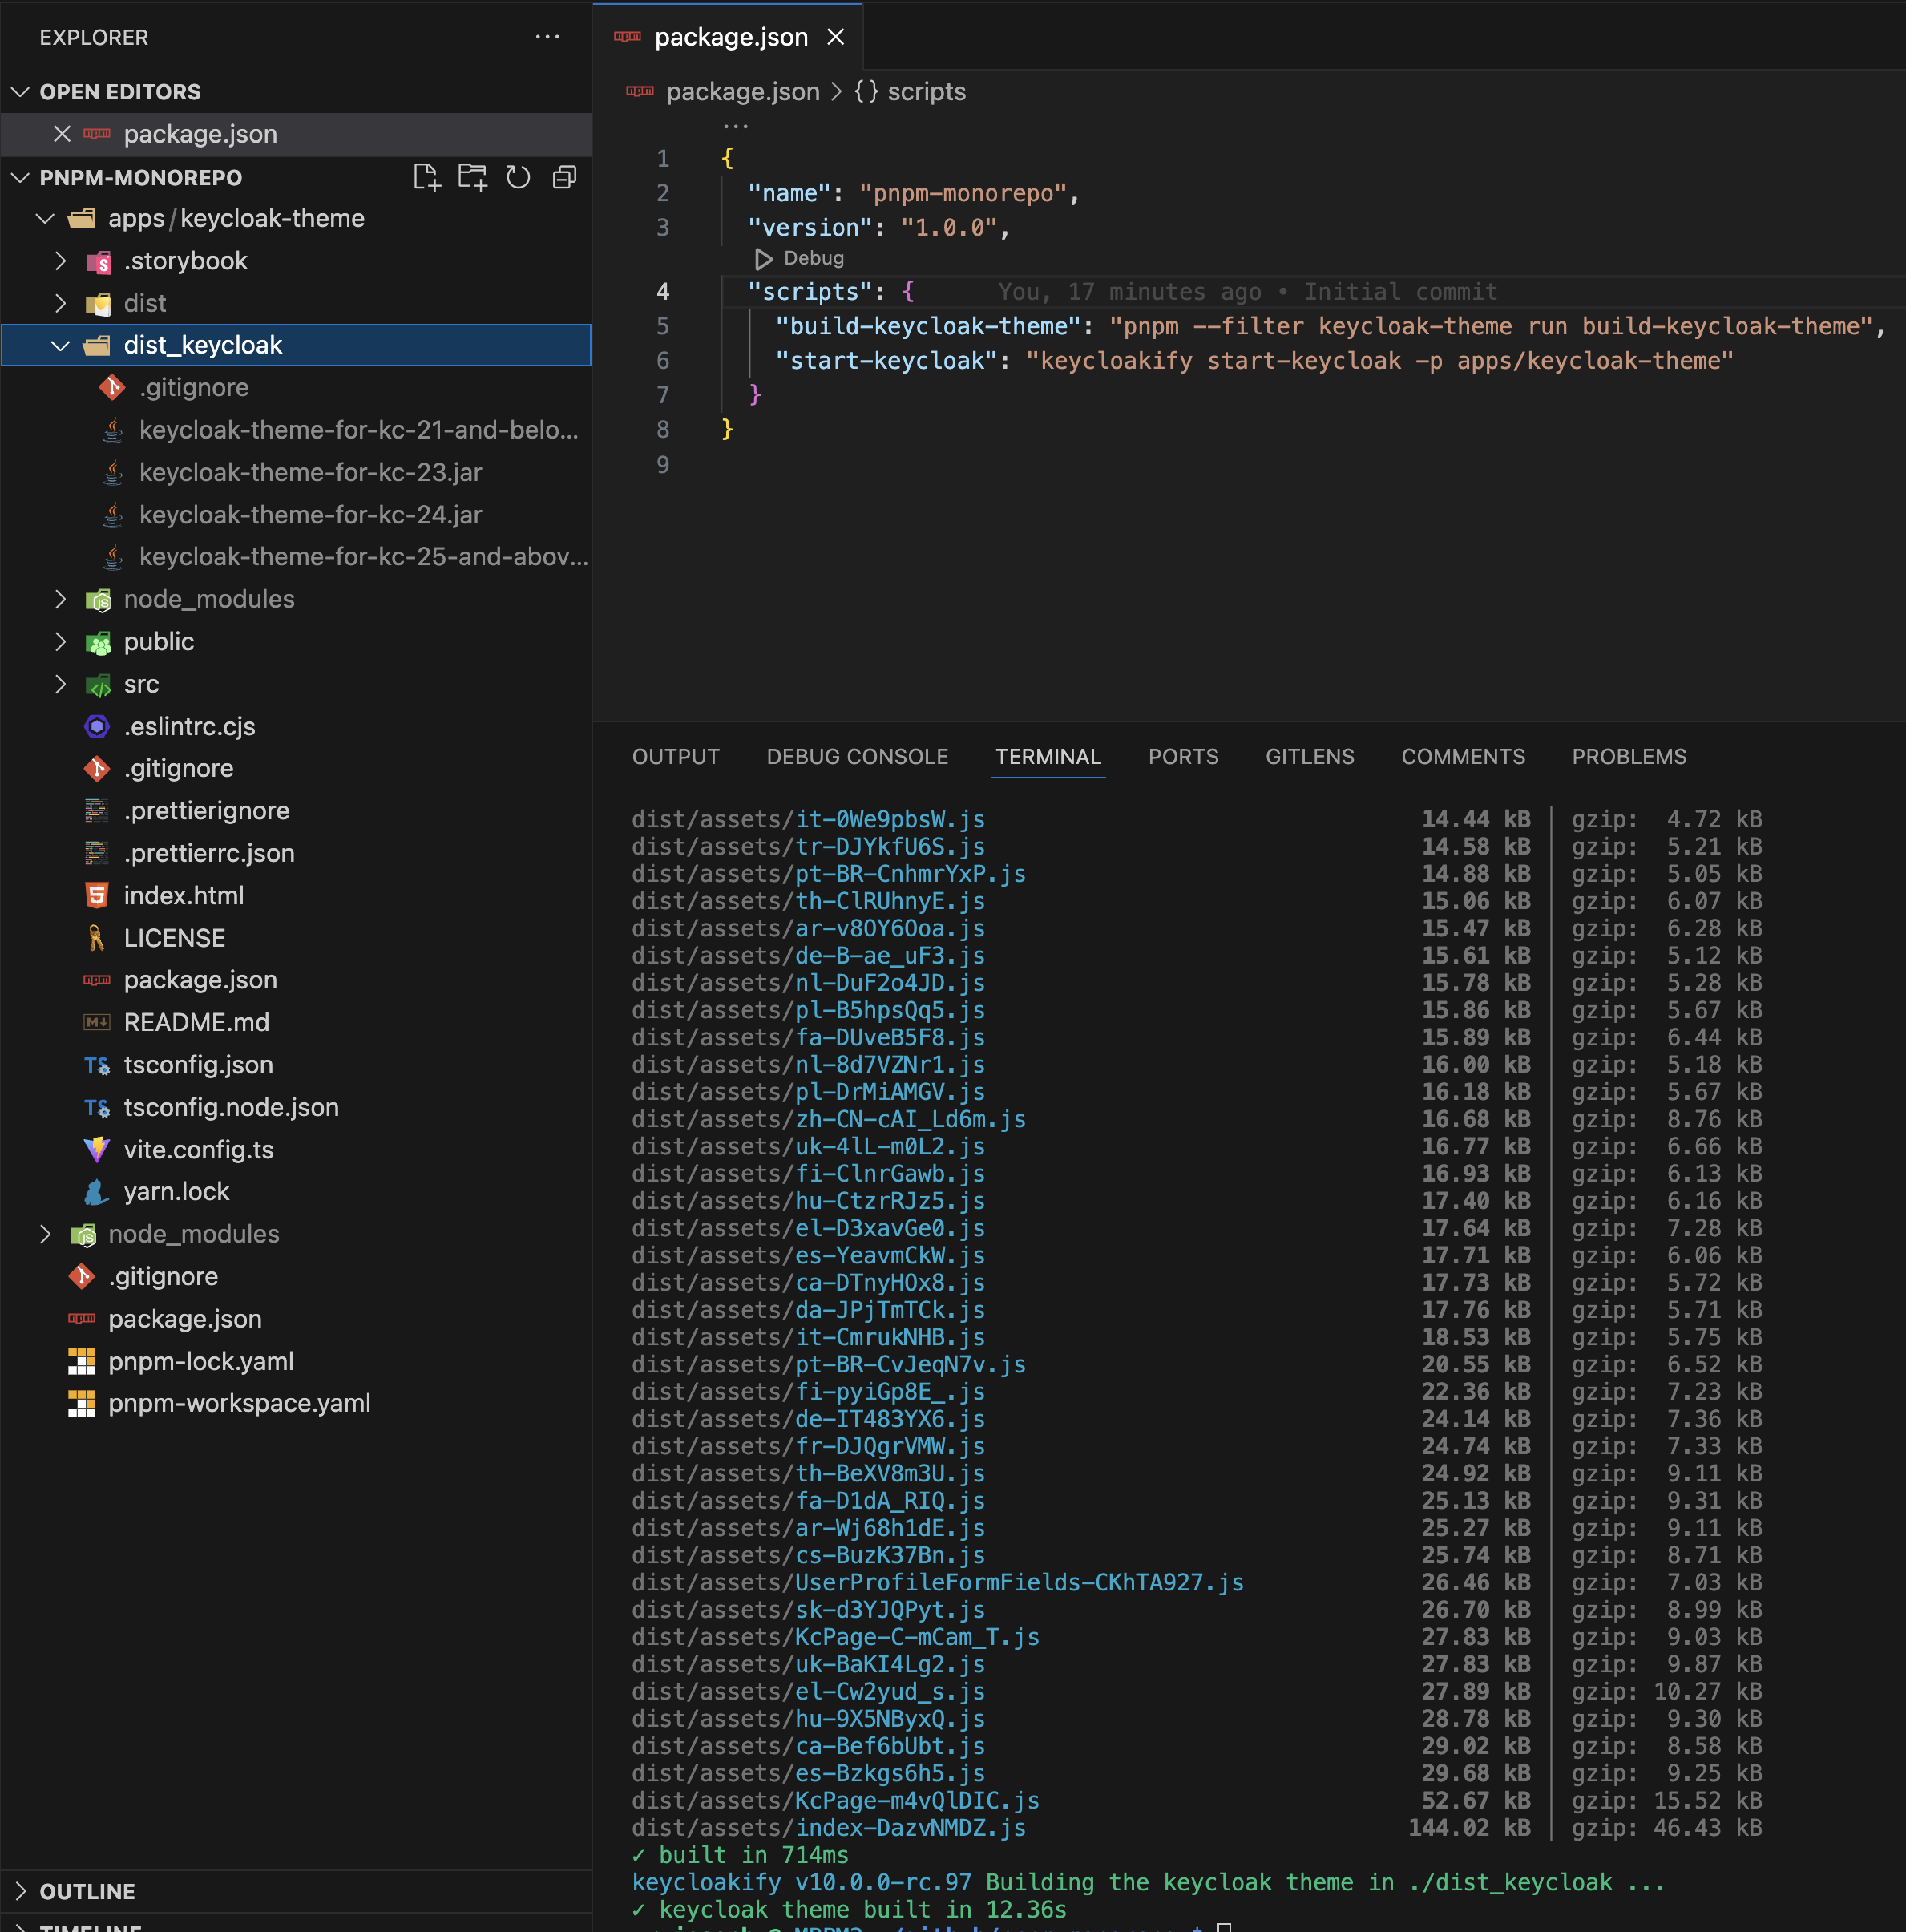 EXPLORER
OPEN EDITORS
package.json
PNPM-MONOREPO
apps/keycloak-theme
.storybook
dist
dist_keycloak
.gitignore
keycloak-theme-for-kc-21-and-belo...
keycloak-theme-for-kc-23.jar
keycloak-theme-for-kc-24.jar
keycloak-theme-for-kc-25-and-abov...
node_modules
public
src
.eslintrc.cjs
.gitignore
.prettierignore
.prettierrc.json
index.html
LICENSE
package.json
README.md
tsconfig.json
tsconfig.node.json
vite.config.ts
yarn.lock
node_modules
.gitignore
package.json
pnpm-lock.yaml
pnpm-workspace.yaml
OUTLINE
TIMELINE
package.json
package.json > {} scripts
...
1 {
2 "name": "pnpm-monorepo",
3 "version": "1.0.0",
Debug
4 "scripts": { You, 17 minutes ago • Initial commit
5 "build-keycloak-theme": "pnpm --filter keycloak-theme run build-keycloak-theme",
6 "start-keycloak": "keycloakify start-keycloak -p apps/keycloak-theme"
7 }
8 }
9
OUTPUT DEBUG CONSOLE TERMINAL PORTS GITLENS COMMENTS PROBLEMS
dist/assets/it-0We9pbsW.js 14.44 kB │ gzip: 4.72 kB
dist/assets/tr-DJYkfU6S.js 14.58 kB │ gzip: 5.21 kB
dist/assets/pt-BR-CnhmrYxP.js 14.88 kB │ gzip: 5.05 kB
dist/assets/th-ClRUhnyE.js 15.06 kB │ gzip: 6.07 kB
dist/assets/ar-v8OY6Ooa.js 15.47 kB │ gzip: 6.28 kB
dist/assets/de-B-ae_uF3.js 15.61 kB │ gzip: 5.12 kB
dist/assets/nl-DuF2o4JD.js 15.78 kB │ gzip: 5.28 kB
dist/assets/pl-B5hpsQq5.js 15.86 kB │ gzip: 5.67 kB
dist/assets/fa-DUveB5F8.js 15.89 kB │ gzip: 6.44 kB
dist/assets/nl-8d7VZNr1.js 16.00 kB │ gzip: 5.18 kB
dist/assets/pl-DrMiAMGV.js 16.18 kB │ gzip: 5.67 kB
dist/assets/zh-CN-cAI_Ld6m.js 16.68 kB │ gzip: 8.76 kB
dist/assets/uk-4lL-m0L2.js 16.77 kB │ gzip: 6.66 kB
dist/assets/fi-ClnrGawb.js 16.93 kB │ gzip: 6.13 kB
dist/assets/hu-CtzrRJz5.js 17.40 kB │ gzip: 6.16 kB
dist/assets/el-D3xavGe0.js 17.64 kB │ gzip: 7.28 kB
dist/assets/es-YeavmCkW.js 17.71 kB │ gzip: 6.06 kB
dist/assets/ca-DTnyHOx8.js 17.73 kB │ gzip: 5.72 kB
dist/assets/da-JPjTmTCk.js 17.76 kB │ gzip: 5.71 kB
dist/assets/it-CmrukNHB.js 18.53 kB │ gzip: 5.75 kB
dist/assets/pt-BR-CvJeqN7v.js 20.55 kB │ gzip: 6.52 kB
dist/assets/fi-pyiGp8E_.js 22.36 kB │ gzip: 7.23 kB
dist/assets/de-IT483YX6.js 24.14 kB │ gzip: 7.36 kB
dist/assets/fr-DJQgrVMW.js 24.74 kB │ gzip: 7.33 kB
dist/assets/th-BeXV8m3U.js 24.92 kB │ gzip: 9.11 kB
dist/assets/fa-D1dA_RIQ.js 25.13 kB │ gzip: 9.31 kB
dist/assets/ar-Wj68h1dE.js 25.27 kB │ gzip: 9.11 kB
dist/assets/cs-BuzK37Bn.js 25.74 kB │ gzip: 8.71 kB
dist/assets/UserProfileFormFields-CKhTA927.js 26.46 kB │ gzip: 7.03 kB
dist/assets/sk-d3YJQPyt.js 26.70 kB │ gzip: 8.99 kB
dist/assets/KcPage-C-mCam_T.js 27.83 kB │ gzip: 9.03 kB
dist/assets/uk-BaKI4Lg2.js 27.83 kB │ gzip: 9.87 kB
dist/assets/el-Cw2yud_s.js 27.89 kB │ gzip: 10.27 kB
dist/assets/hu-9X5NByxQ.js 28.78 kB │ gzip: 9.30 kB
dist/assets/ca-Bef6bUbt.js 29.02 kB │ gzip: 8.58 kB
dist/assets/es-Bzkgs6h5.js 29.68 kB │ gzip: 9.25 kB
dist/assets/KcPage-m4vQlDIC.js 52.67 kB │ gzip: 15.52 kB
dist/assets/index-DazvNMDZ.js 144.02 kB │ gzip: 46.43 kB
✓ built in 714ms
keycloakify v10.0.0-rc.97 Building the keycloak theme in ./dist_keycloak ...
✓ keycloak theme built in 12.36s